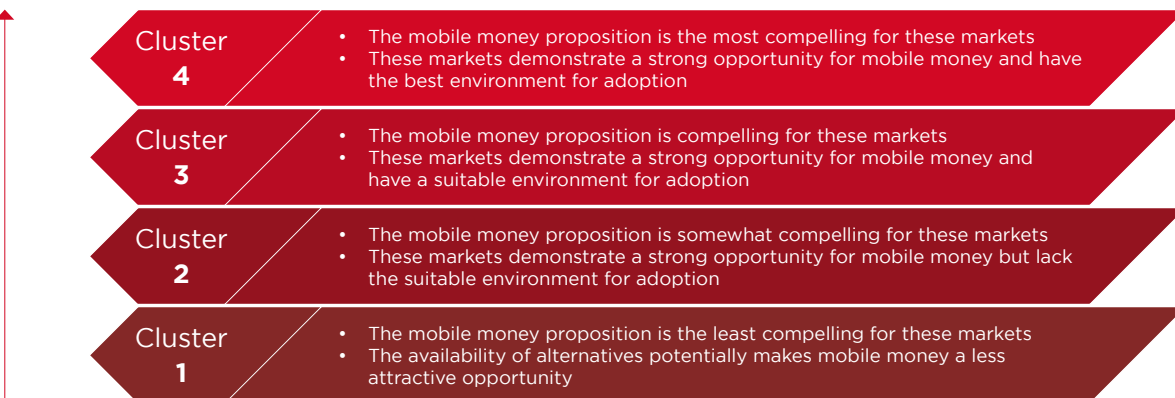 Cluster
4
• The mobile money proposition is the most compelling for these markets
• These markets demonstrate a strong opportunity for mobile money and have
the best environment for adoption
Cluster
3
• The mobile money proposition is compelling for these markets
• These markets demonstrate a strong opportunity for mobile money and
have a suitable environment for adoption
Cluster
2
• The mobile money proposition is somewhat compelling for these markets
• These markets demonstrate a strong opportunity for mobile money but lack
the suitable environment for adoption
Cluster
1
• The mobile money proposition is the least compelling for these markets
• The availability of alternatives potentially makes mobile money a less
attractive opportunity